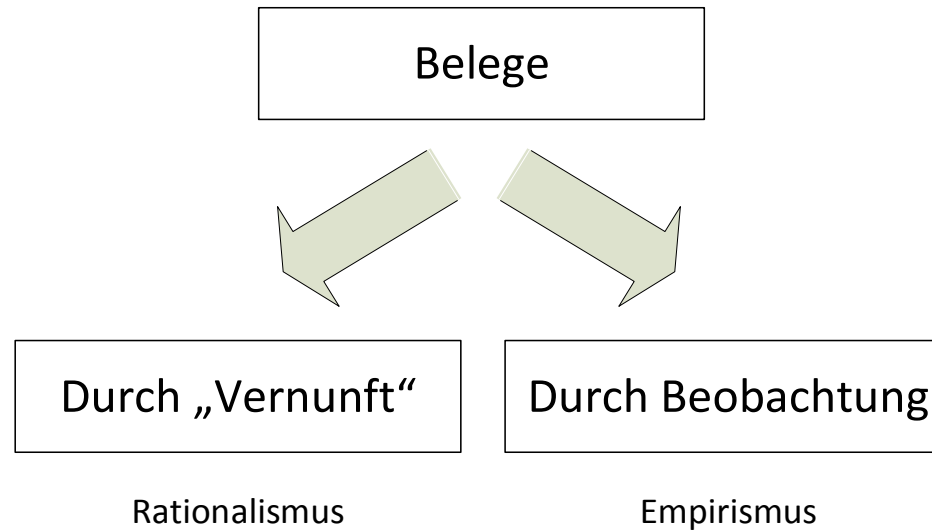 Belege
Durch „Vernunft“
Durch Beobachtung
Rationalismus
Empirismus